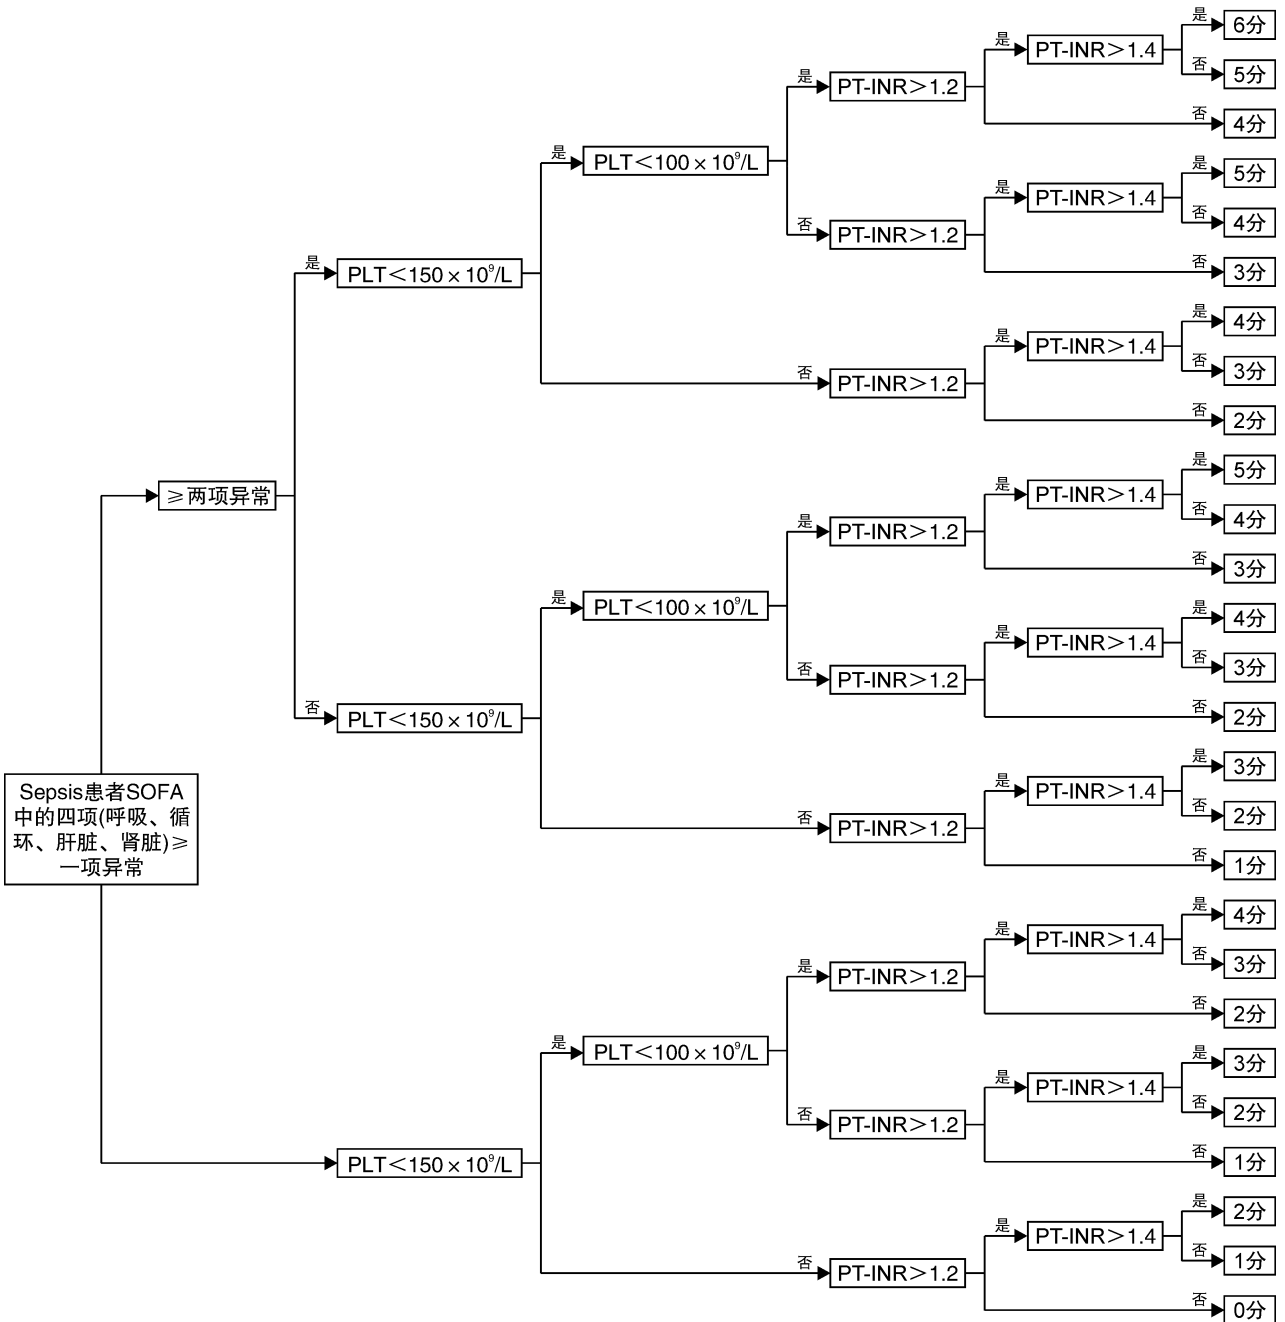 是
6分
是
PT-INR＞1.4
否
5分
是
PT-INR＞1.2
否
4分
是
PLT＜100×10⁹/L
是
5分
是
PT-INR＞1.4
否
4分
否
PT-INR＞1.2
否
3分
是
PLT＜150×10⁹/L
是
4分
是
PT-INR＞1.4
否
3分
否
PT-INR＞1.2
否
2分
≥两项异常
是
5分
是
PT-INR＞1.4
否
4分
是
PT-INR＞1.2
否
3分
是
PLT＜100×10⁹/L
是
4分
是
PT-INR＞1.4
否
3分
否
PT-INR＞1.2
否
2分
否
PLT＜150×10⁹/L
是
3分
是
PT-INR＞1.4
否
2分
否
PT-INR＞1.2
否
1分
Sepsis患者SOFA
中的四项(呼吸、循
环、肝脏、肾脏)≥
一项异常
是
4分
是
PT-INR＞1.4
否
3分
是
PT-INR＞1.2
否
2分
是
PLT＜100×10⁹/L
是
3分
是
PT-INR＞1.4
否
2分
否
PT-INR＞1.2
否
1分
PLT＜150×10⁹/L
是
2分
是
PT-INR＞1.4
否
1分
否
PT-INR＞1.2
否
0分